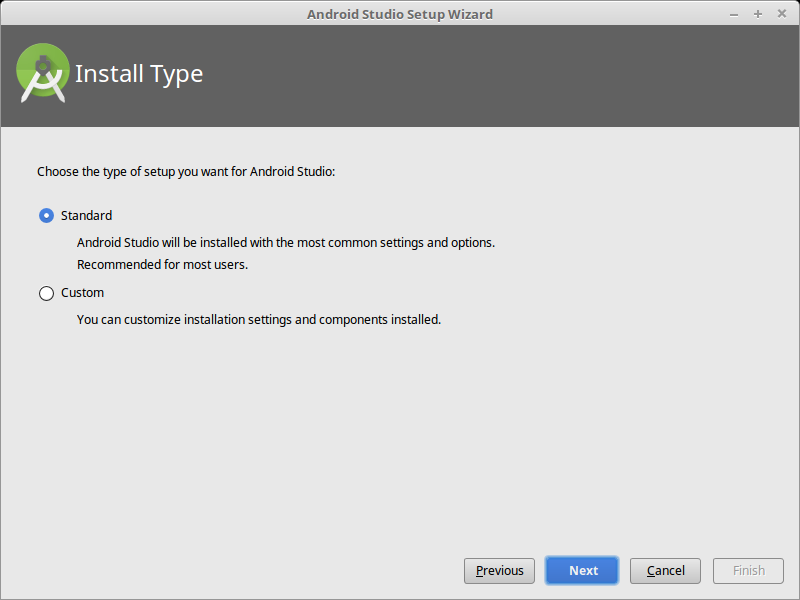 Android Studio Setup Wizard
Install Type
Choose the type of setup you want for Android Studio:
Standard
Android Studio will be installed with the most common settings and options.
Recommended for most users.
Custom
You can customize installation settings and components installed.
Previous Next Cancel Finish